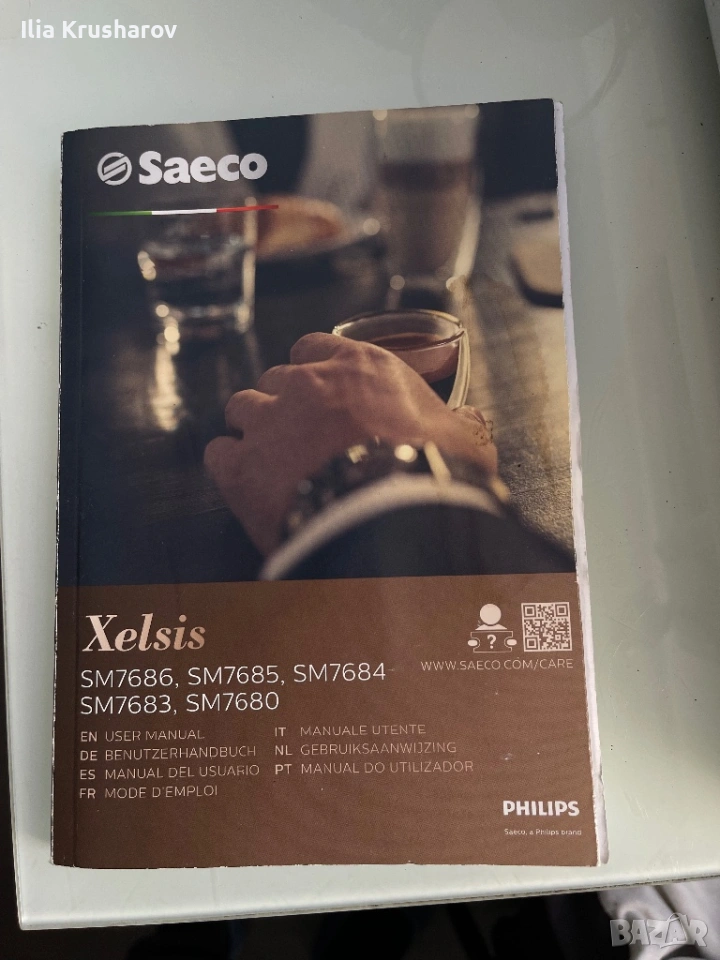 Ilia Krusharov
Saeco
Xelsis
SM7686, SM7685, SM7684
SM7683, SM7680
?
WWW.SAECO.COM/CARE
EN USER MANUAL
DE BENUTZERHANDBUCH
ES MANUAL DEL USUARIO
FR MODE D'EMPLOI
IT MANUALE UTENTE
NL GEBRUIKSAANWIJZING
PT MANUAL DO UTILIZADOR
PHILIPS
Saeco, a Philips brand
BAZAR